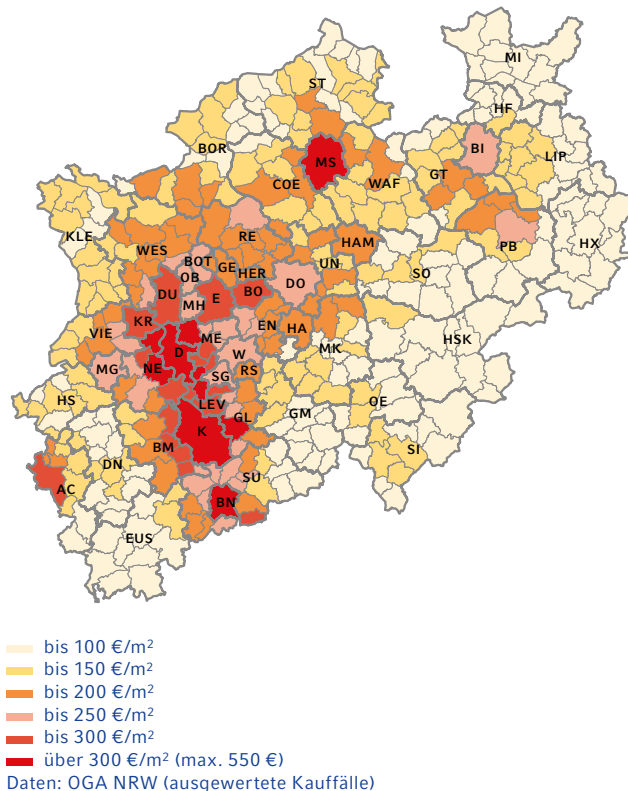 MI
ST
HF
BI
LIP
BOR
MS
GT
COE
WAF
KLE
RE
HAM
HX
PB
WES
BOT
GE
UN
SO
OB
HER
DU
DO
MH
E
BO
KR
EN
HA
VIE
ME
HSK
D
MK
W
MG
NE
SG
RS
HS
LEV
OE
GL
GM
K
BM
SI
DN
SU
AC
BN
EUS
bis 100 €/m²
bis 150 €/m²
bis 200 €/m²
bis 250 €/m²
bis 300 €/m²
über 300 €/m² (max. 550 €)
Daten: OGA NRW (ausgewertete Kauffälle)